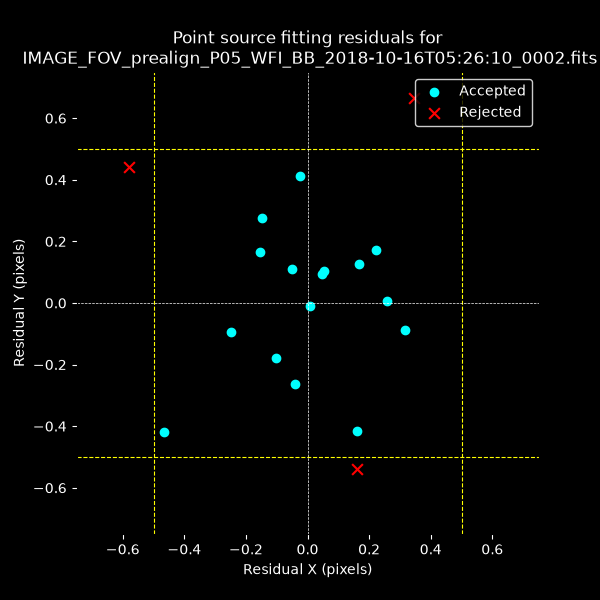 Point source fitting residuals for
IMAGE_FOV_prealign_P05_WFI_BB_2018-10-16T05:26:10_0002.fits
Accepted
Rejected
0.6
0.4
0.2
0.0
−0.2
−0.4
−0.6
Residual Y (pixels)
−0.6 −0.4 −0.2 0.0 0.2 0.4 0.6
Residual X (pixels)